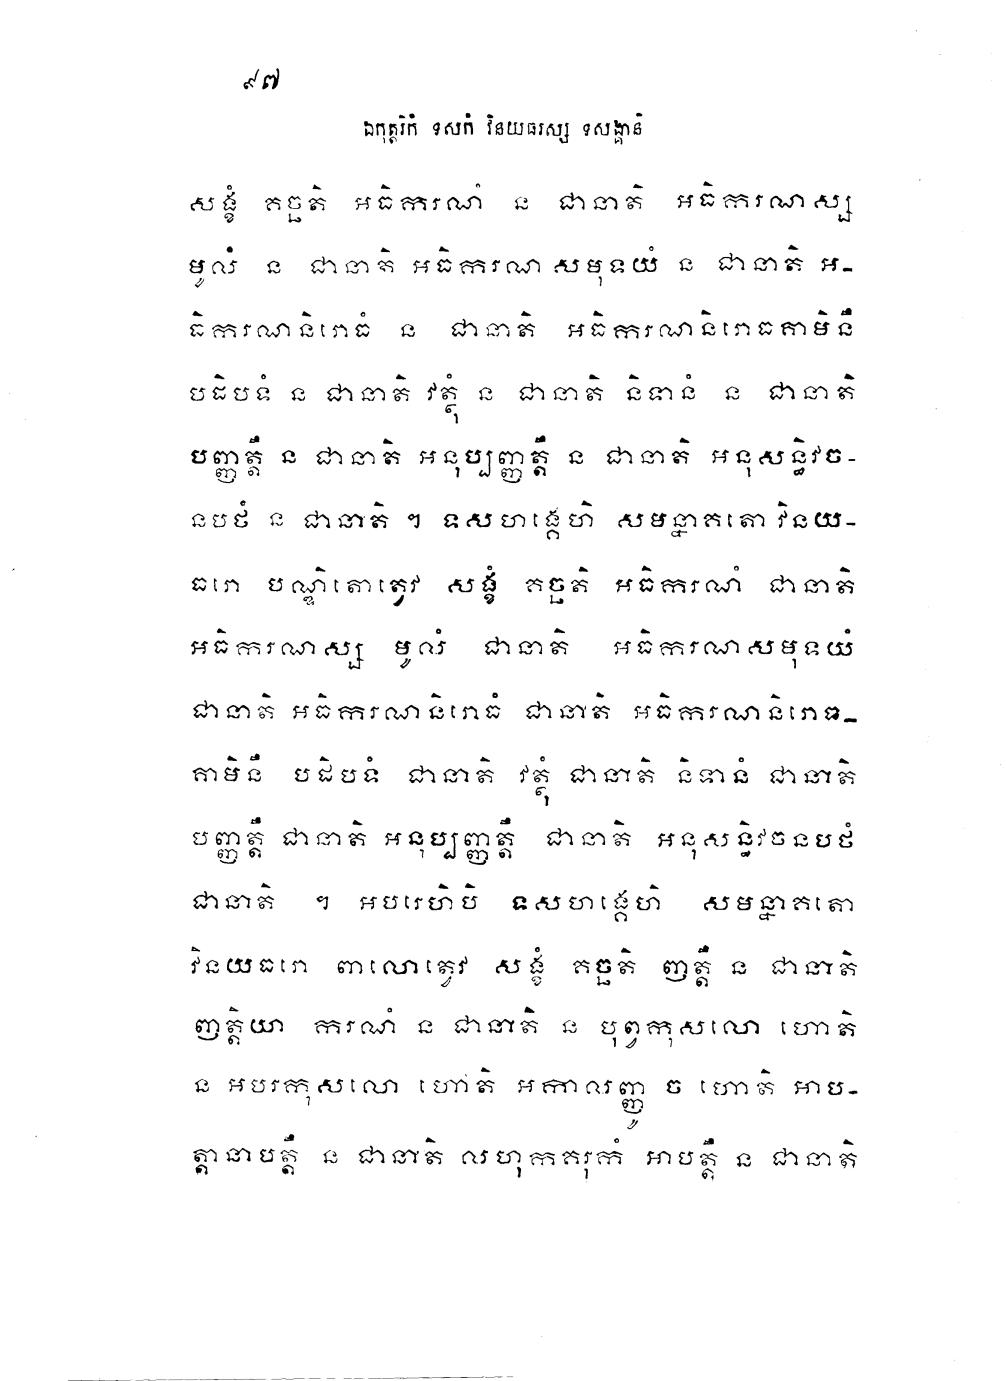 ៩៧
ឯកុត្តរិកំ ទសកំ វិនយធរស្ស ទសង្គានិ
សង្ខំ គច្ឆតិ អធិករណំ ន ជានាតិ អធិករណស្ស
មូលំ ន ជានាតិ អធិករណសមុទយំ ន ជានាតិ អ-
ធិករណនិរោធំ ន ជានាតិ អធិករណនិរោធគាមិនឹ
បដិបទំ ន ជានាតិ វត្ថុំ ន ជានាតិ និទានំ ន ជានាតិ
បញ្ញត្តឹ ន ជានាតិ អនុប្បញ្ញត្តឹ ន ជានាតិ អនុសន្ធិវច-
នបថំ ន ជានាតិ ។ ទសហង្គេហិ សមន្នាគតោ វិនយ-
ធរោ បណ្ឌិតោត្វេវ សង្ខំ គច្ឆតិ អធិករណំ ជានាតិ
អធិករណស្ស មូលំ ជានាតិ អធិករណសមុទយំ
ជានាតិ អធិករណនិរោធំ ជានាតិ អធិករណនិរោធ-
គាមិនឹ បដិបទំ ជានាតិ វត្ថុំ ជានាតិ និទានំ ជានាតិ
បញ្ញត្តឹ ជានាតិ អនុប្បញ្ញត្តឹ ជានាតិ អនុសន្ធិវចនបថំ
ជានាតិ ។ អបរេហិបិ ទសហង្គេហិ សមន្នាគតោ
វិនយធរោ ពាលោត្វេវ សង្ខំ គច្ឆតិ ញត្តឹ ន ជានាតិ
ញត្តិយា ករណំ ន ជានាតិ ន បុព្វកុសលោ ហោតិ
ន អបរកុសលោ ហោតិ អកាលញ្ញូ ច ហោតិ អាប-
ត្តានាបត្តឹ ន ជានាតិ លហុកគរុកំ អាបត្តឹ ន ជានាតិ